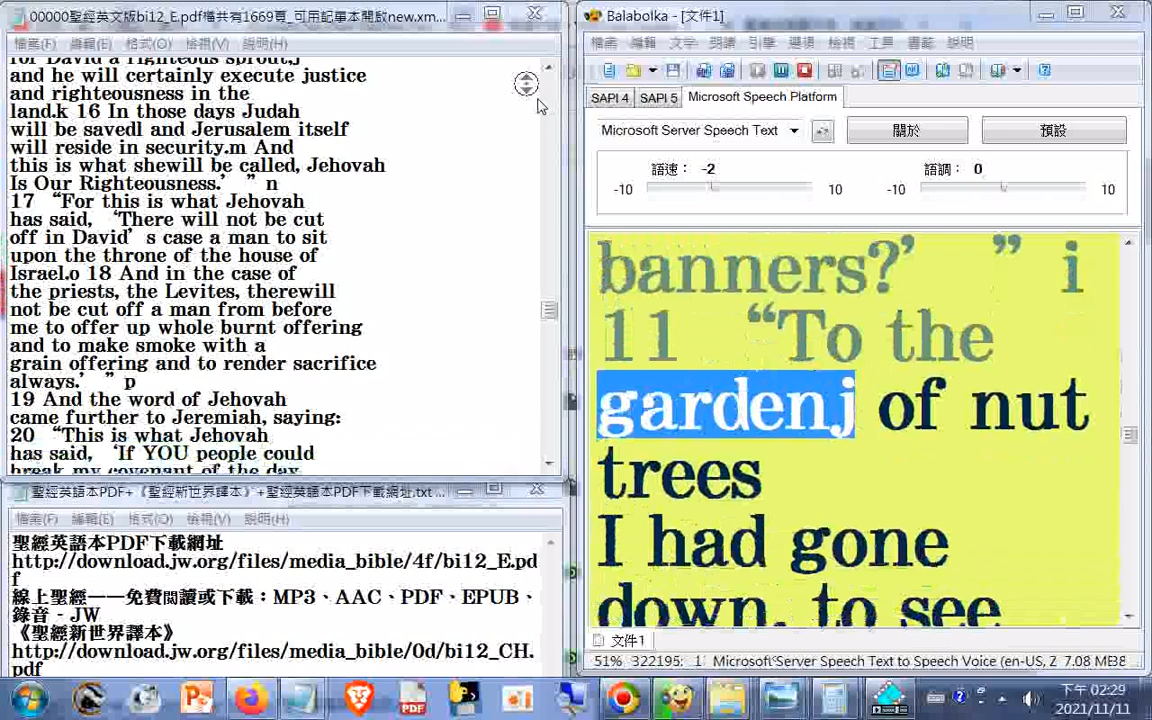 00000聖經英文版bi12_E.pdf檔共有1669頁_可用記事本開啟new.xm...
檔案(F) 編輯(E) 格式(O) 檢視(V) 說明(H)
for David a righteous sprout,j
and he will certainly execute justice
and righteousness in the
land.k 16 In those days Judah
will be savedl and Jerusalem itself
will reside in security.m And
this is what shewill be called, Jehovah
Is Our Righteousness.’ ”n
17 “For this is what Jehovah
has said, ‘There will not be cut
off in David’s case a man to sit
upon the throne of the house of
Israel.o 18 And in the case of
the priests, the Levites, therewill
not be cut off a man from before
me to offer up whole burnt offering
and to make smoke with a
grain offering and to render sacrifice
always.’ ”p
19 And the word of Jehovah
came further to Jeremiah, saying:
20 “This is what Jehovah
has said, ‘If YOU people could
break my covenant of the day
聖經英語本PDF+《聖經新世界譯本》+聖經英語本PDF下載網址.txt ...
檔案(F) 編輯(E) 格式(O) 檢視(V) 說明(H)
聖經英語本PDF下載網址
http://download.jw.org/files/media_bible/4f/bi12_E.pd
f
線上聖經——免費閱讀或下載：MP3、AAC、PDF、EPUB、
錄音 - JW
《聖經新世界譯本》
http://download.jw.org/files/media_bible/0d/bi12_CH.
pdf
Balabolka - [文件1]
檔案 編輯 文字 朗讀 引擎 選項 檢視 工具 書籤 說明
SAPI 4 SAPI 5 Microsoft Speech Platform
Microsoft Server Speech Text 關於 預設
語速： -2 語調： 0
-10 10 -10 10
banners?’ ” i
11 “To the
gardenj of nut
trees
I had gone
down, to see
文件1
51% 322195: Microsoft Server Speech Text to Speech Voice (en-US, Z 7.08 MB
下午 02:29
2021/11/11